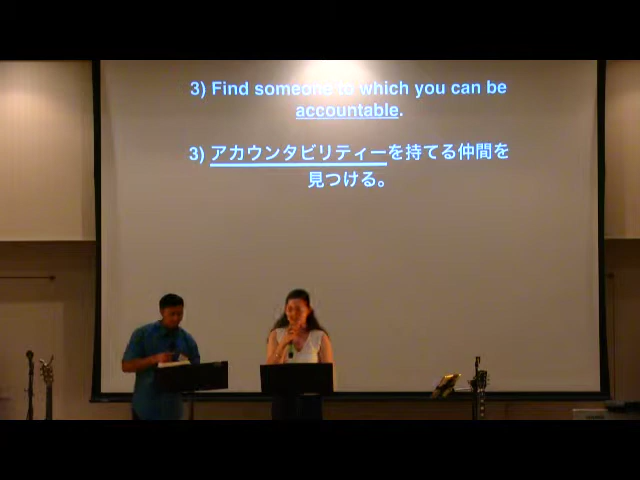 3) Find someone to which you can be
accountable.
3) アカウンタビリティーを持てる仲間を
見つける。